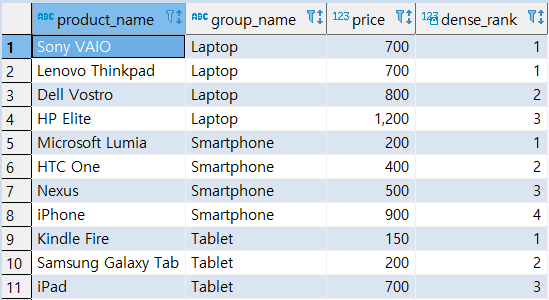 ABC product_name ABC group_name 123 price 123 dense_rank
1 Sony VAIO Laptop 700 1
2 Lenovo Thinkpad Laptop 700 1
3 Dell Vostro Laptop 800 2
4 HP Elite Laptop 1,200 3
5 Microsoft Lumia Smartphone 200 1
6 HTC One Smartphone 400 2
7 Nexus Smartphone 500 3
8 iPhone Smartphone 900 4
9 Kindle Fire Tablet 150 1
10 Samsung Galaxy Tab Tablet 200 2
11 iPad Tablet 700 3